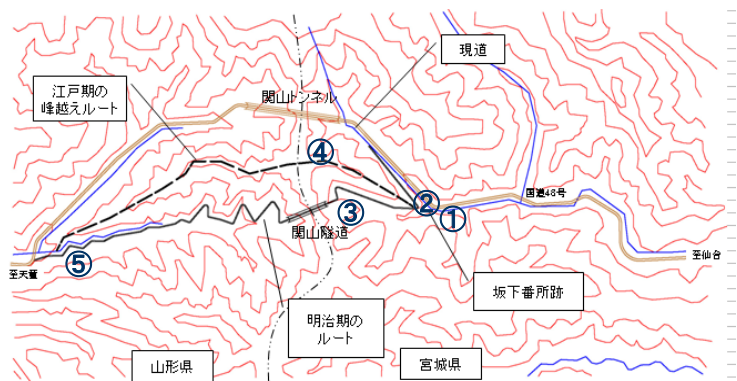 現道
江戸期の
峰越えルート
関山トンネル
④
②
①
国道48号
③
関山隧道
至仙台
⑤
至天童
坂下番所跡
明治期の
ルート
山形県
宮城県